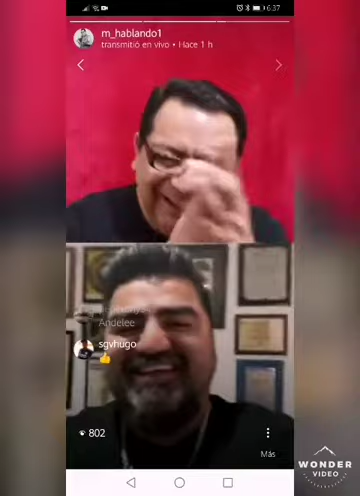 6:37
m_hablando1
transmitió en vivo • Hace 1 h
Andelee
sgvhugo
802
Más
WONDER
VIDEO